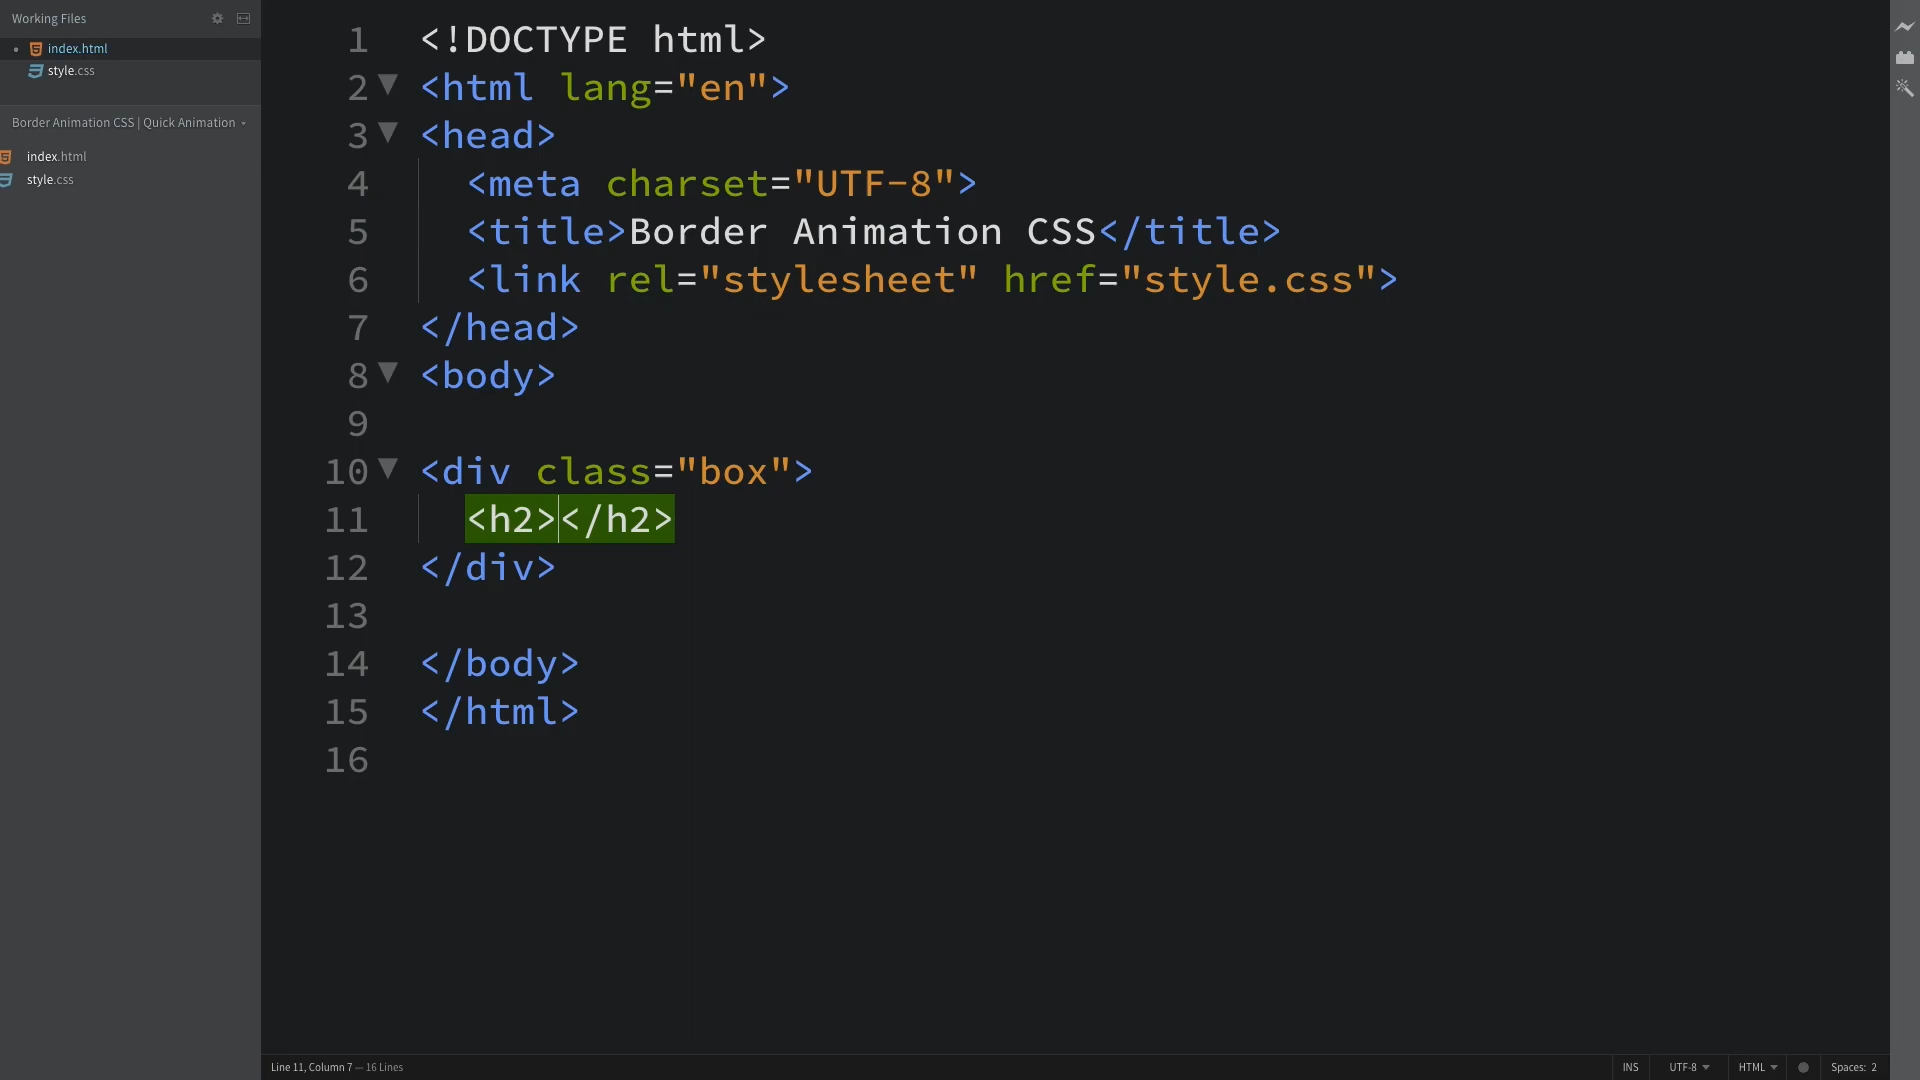 Working Files
index.html
style.css
Border Animation CSS | Quick Animation
index.html
style.css
1 <!DOCTYPE html>
2 <html lang="en">
3 <head>
4 <meta charset="UTF-8">
5 <title>Border Animation CSS</title>
6 <link rel="stylesheet" href="style.css">
7 </head>
8 <body>
9
10 <div class="box">
11 <h2></h2>
12 </div>
13
14 </body>
15 </html>
16
Line 11, Column 7 — 16 Lines
INS UTF-8 HTML Spaces: 2